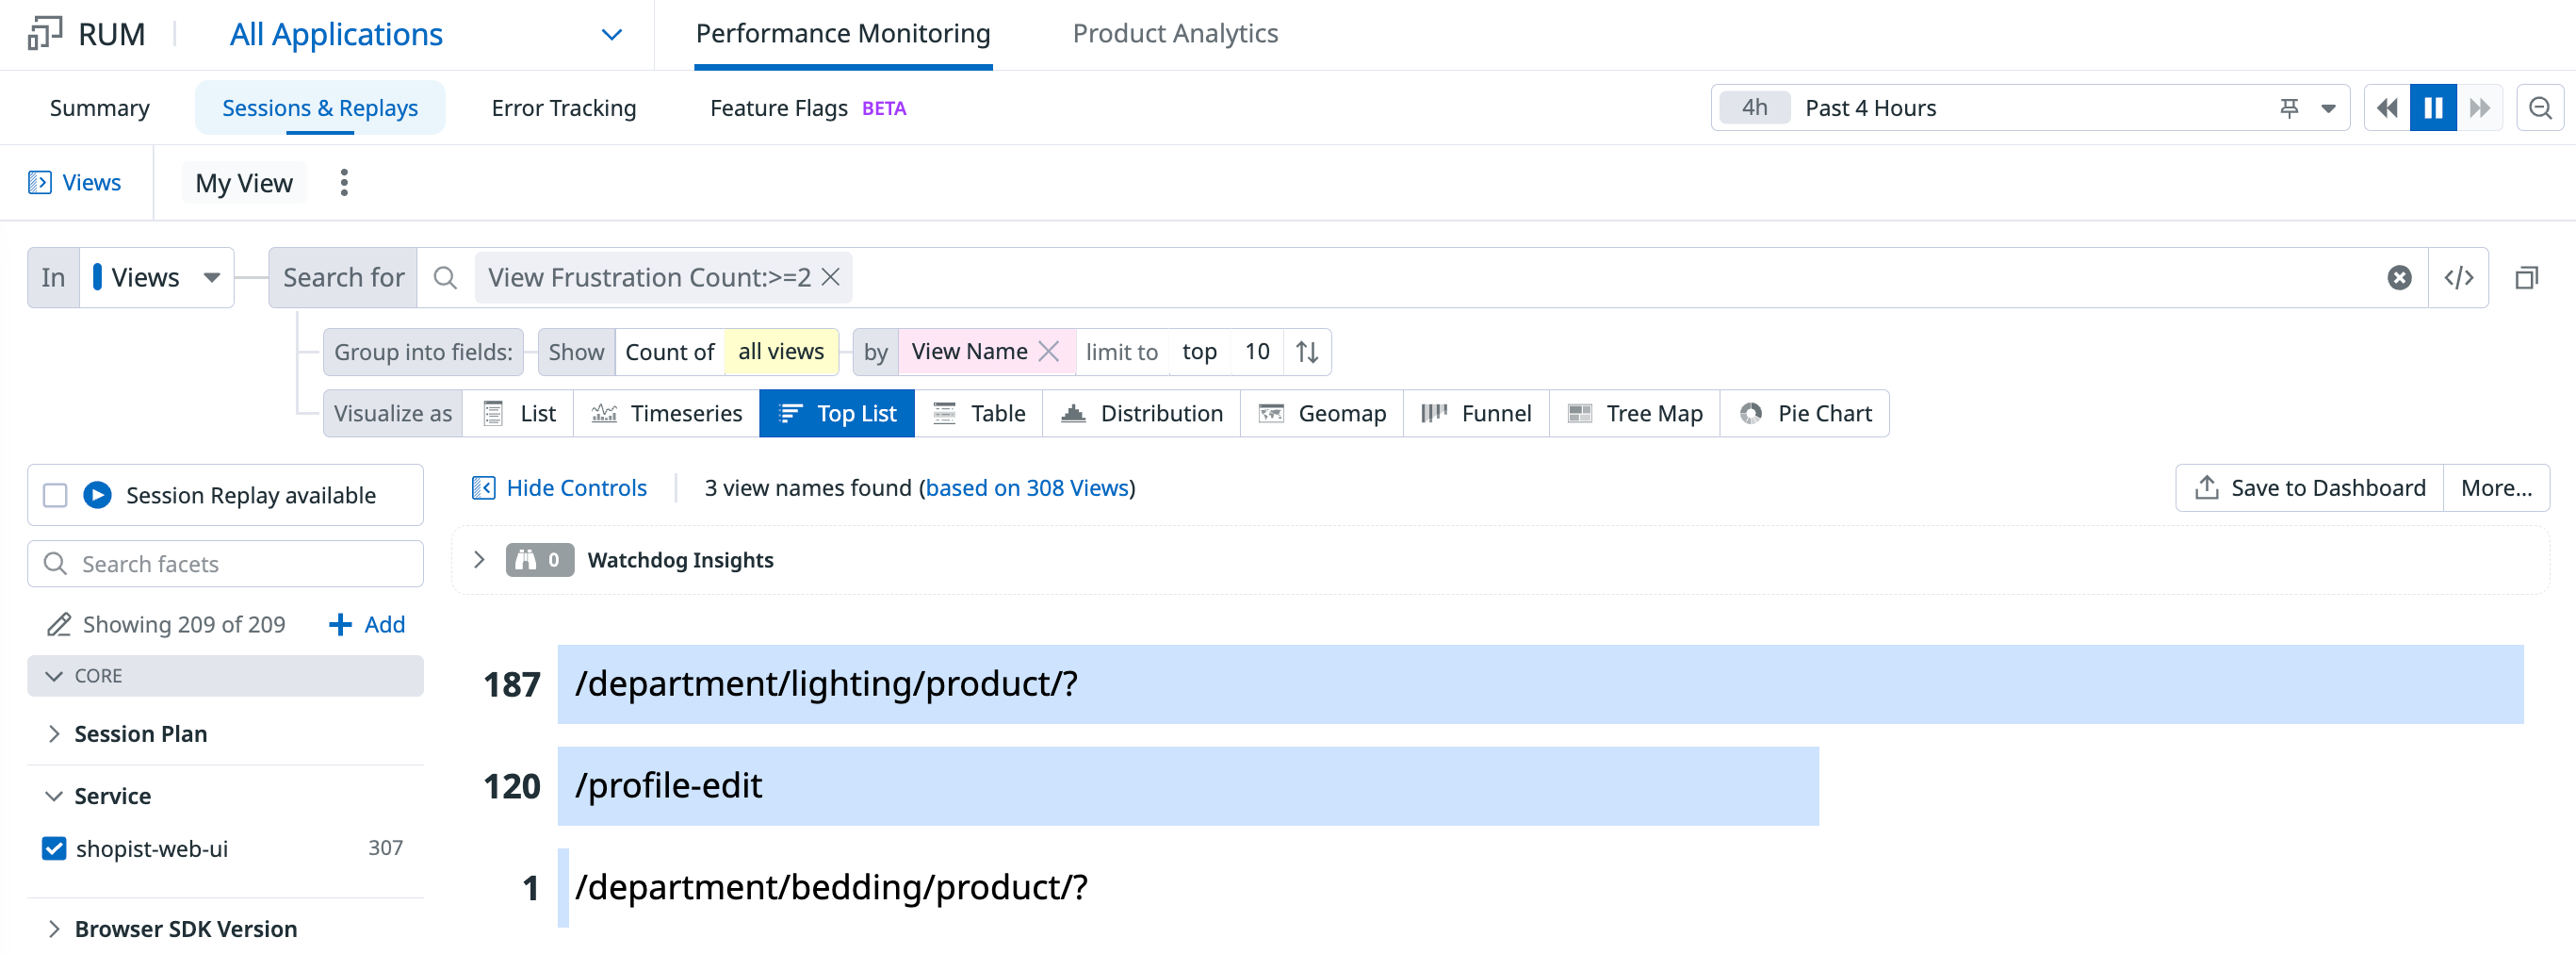 RUM All Applications Performance Monitoring Product Analytics
Summary Sessions & Replays Error Tracking Feature Flags BETA 4h Past 4 Hours
Views My View
In Views Search for View Frustration Count:>=2 </>
Group into fields: Show Count of all views by View Name limit to top 10
Visualize as List Timeseries Top List Table Distribution Geomap Funnel Tree Map Pie Chart
Session Replay available Hide Controls 3 view names found (based on 308 Views) Save to Dashboard More...
Search facets 0 Watchdog Insights
Showing 209 of 209 Add
CORE
187 /department/lighting/product/?
Session Plan
120 /profile-edit
Service
shopist-web-ui 307
1 /department/bedding/product/?
Browser SDK Version